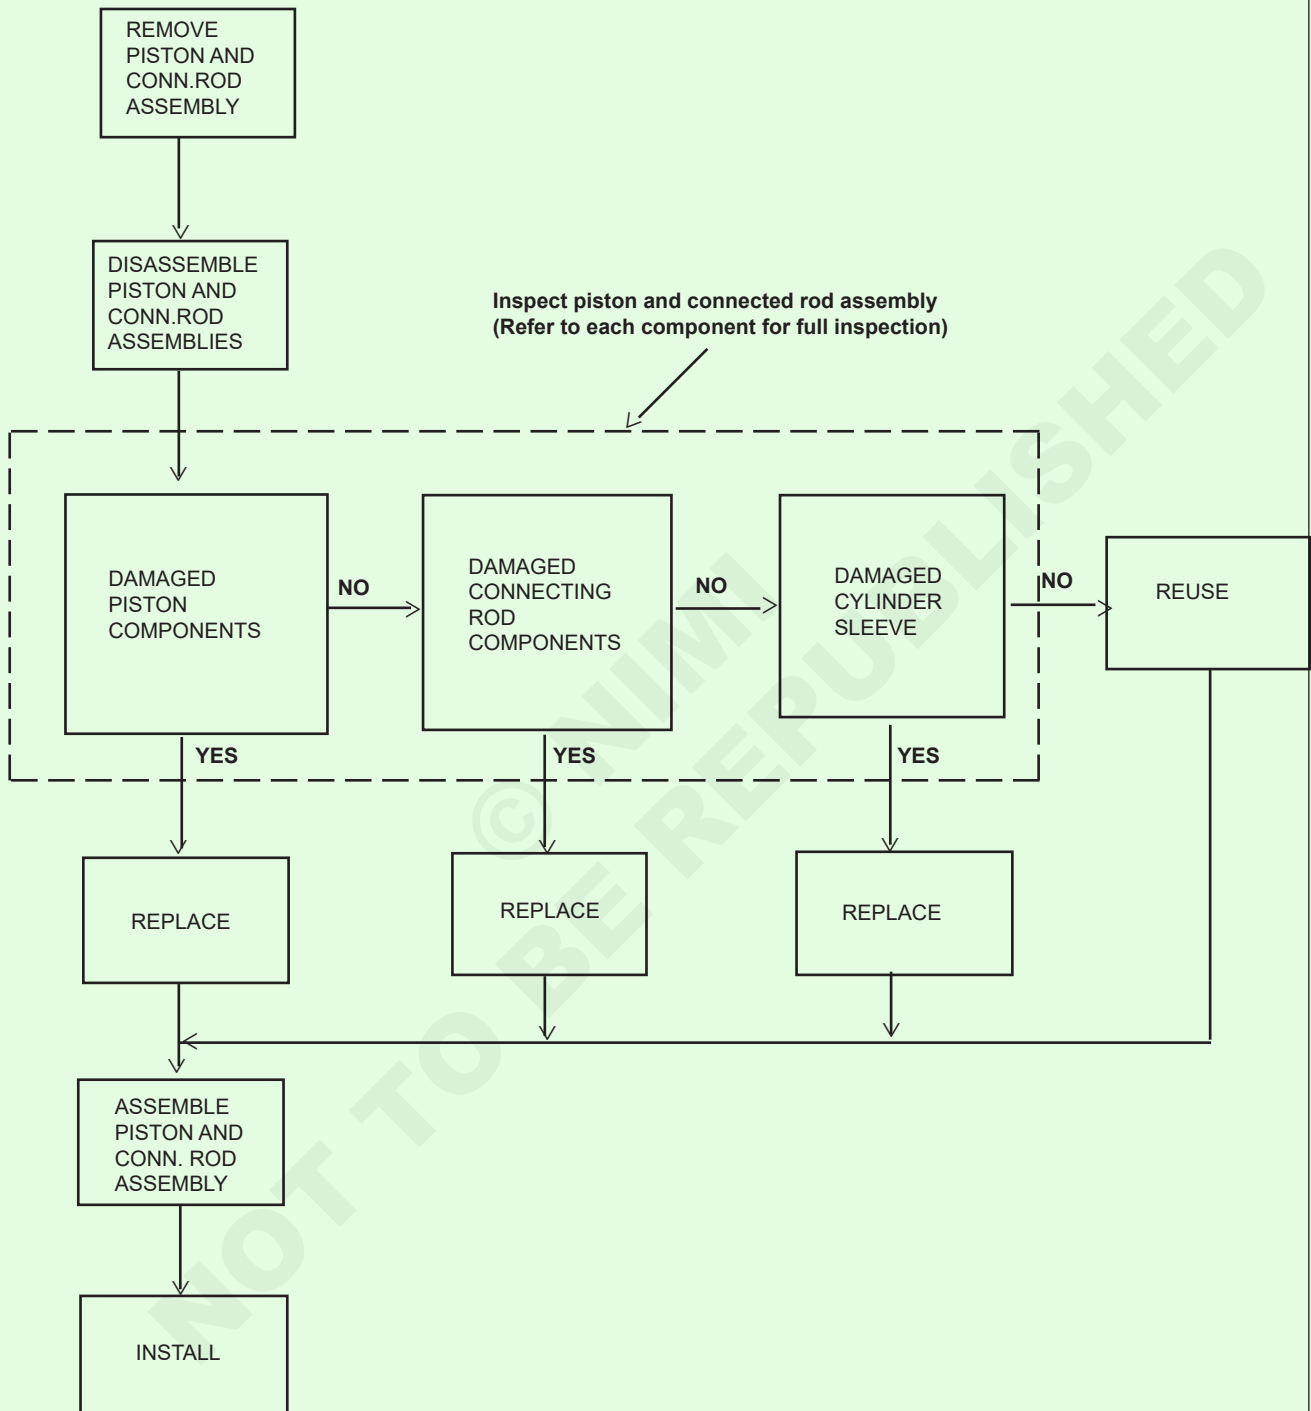 REMOVE
PISTON AND
CONN.ROD
ASSEMBLY
DISASSEMBLE
PISTON AND
CONN.ROD
ASSEMBLIES
Inspect piston and connected rod assembly
(Refer to each component for full inspection)
DAMAGED
PISTON
COMPONENTS
NO
DAMAGED
CONNECTING
ROD
COMPONENTS
NO
DAMAGED
CYLINDER
SLEEVE
NO
REUSE
YES
YES
YES
REPLACE
REPLACE
REPLACE
ASSEMBLE
PISTON AND
CONN. ROD
ASSEMBLY
INSTALL
© NIMI
NOT TO BE REPUBLISHED